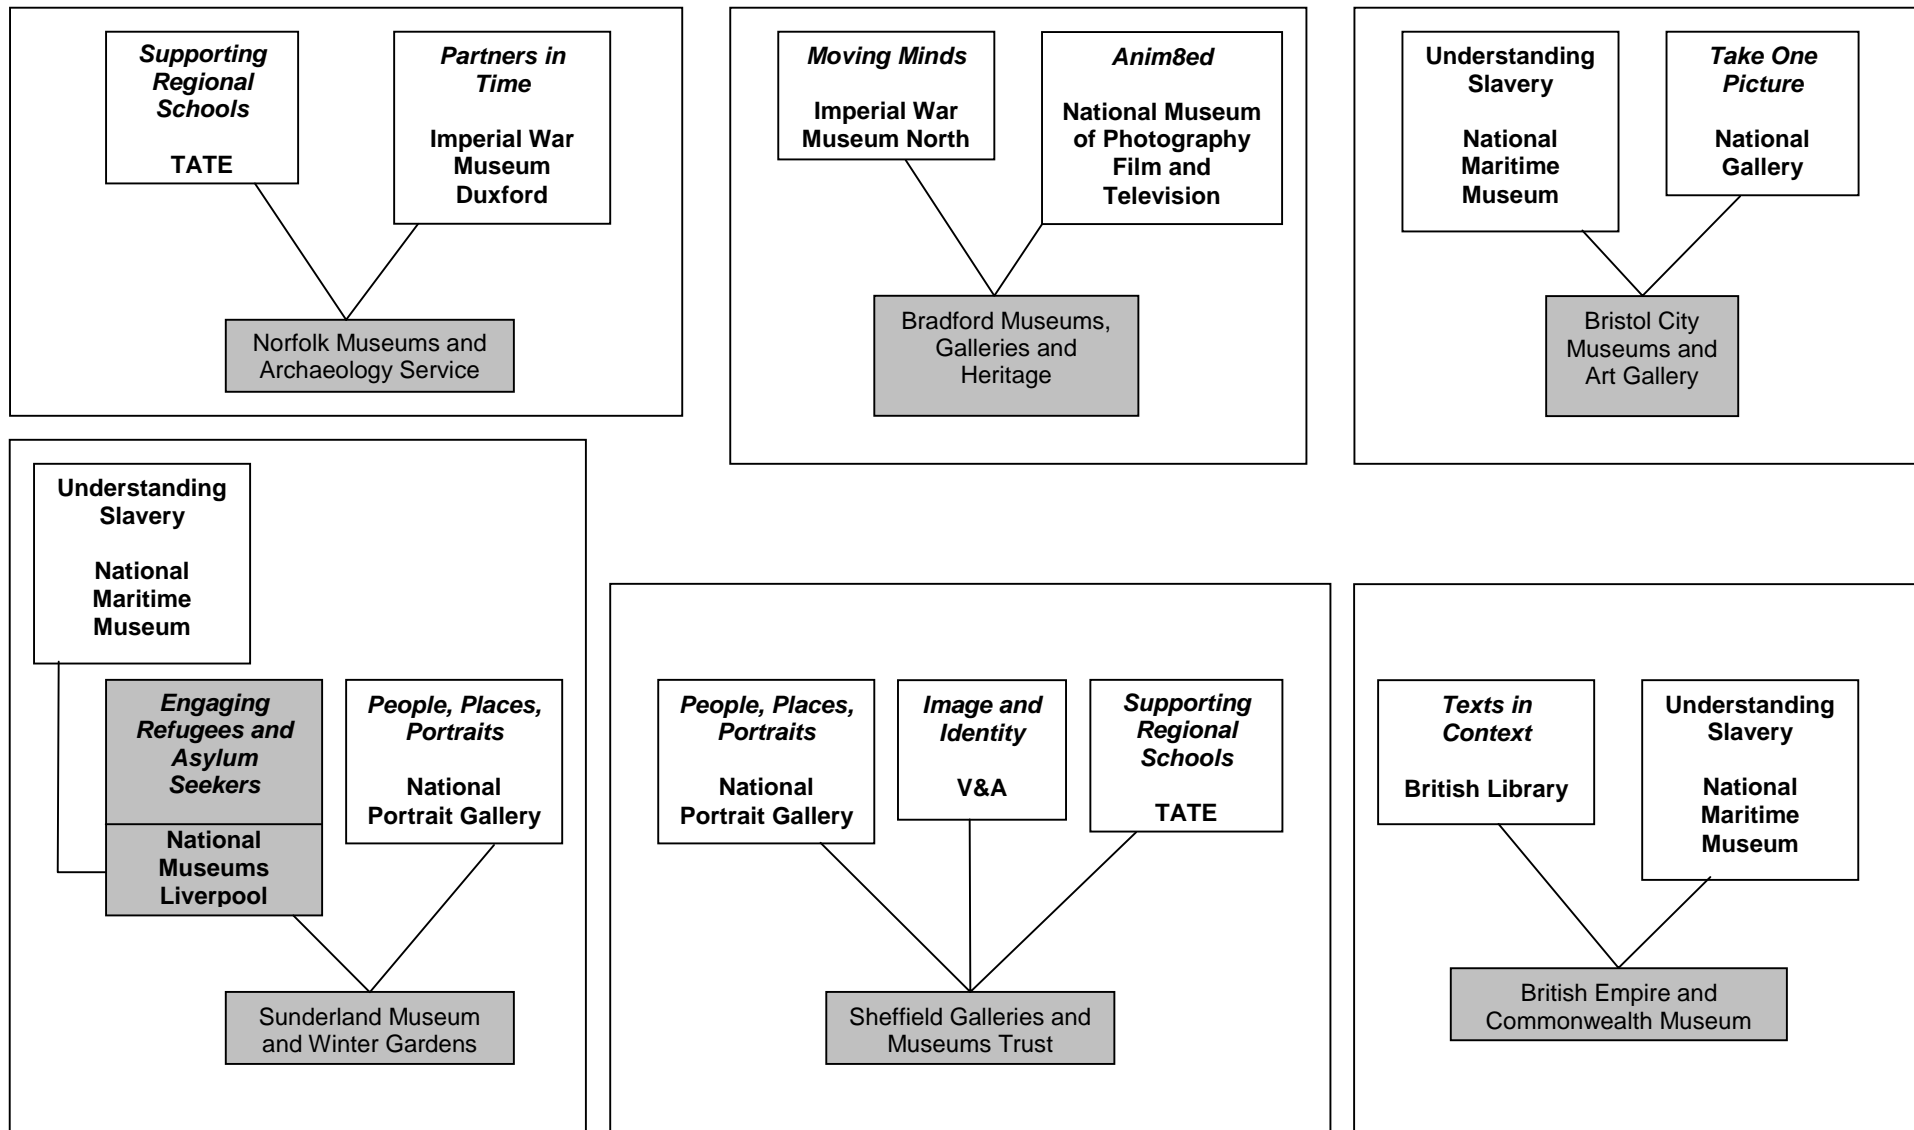 Supporting
Regional
Schools
TATE
Partners in
Time
Imperial War
Museum
Duxford
Norfolk Museums and
Archaeology Service
Moving Minds
Imperial War
Museum North
Anim8ed
National Museum
of Photography
Film and
Television
Bradford Museums,
Galleries and
Heritage
Understanding
Slavery
National
Maritime
Museum
Take One
Picture
National
Gallery
Bristol City
Museums and
Art Gallery
Understanding
Slavery
National
Maritime
Museum
Engaging
Refugees and
Asylum
Seekers
National
Museums
Liverpool
People, Places,
Portraits
National
Portrait Gallery
Sunderland Museum
and Winter Gardens
People, Places,
Portraits
National
Portrait Gallery
Image and
Identity
V&A
Supporting
Regional
Schools
TATE
Sheffield Galleries and
Museums Trust
Texts in
Context
British Library
Understanding
Slavery
National
Maritime
Museum
British Empire and
Commonwealth Museum